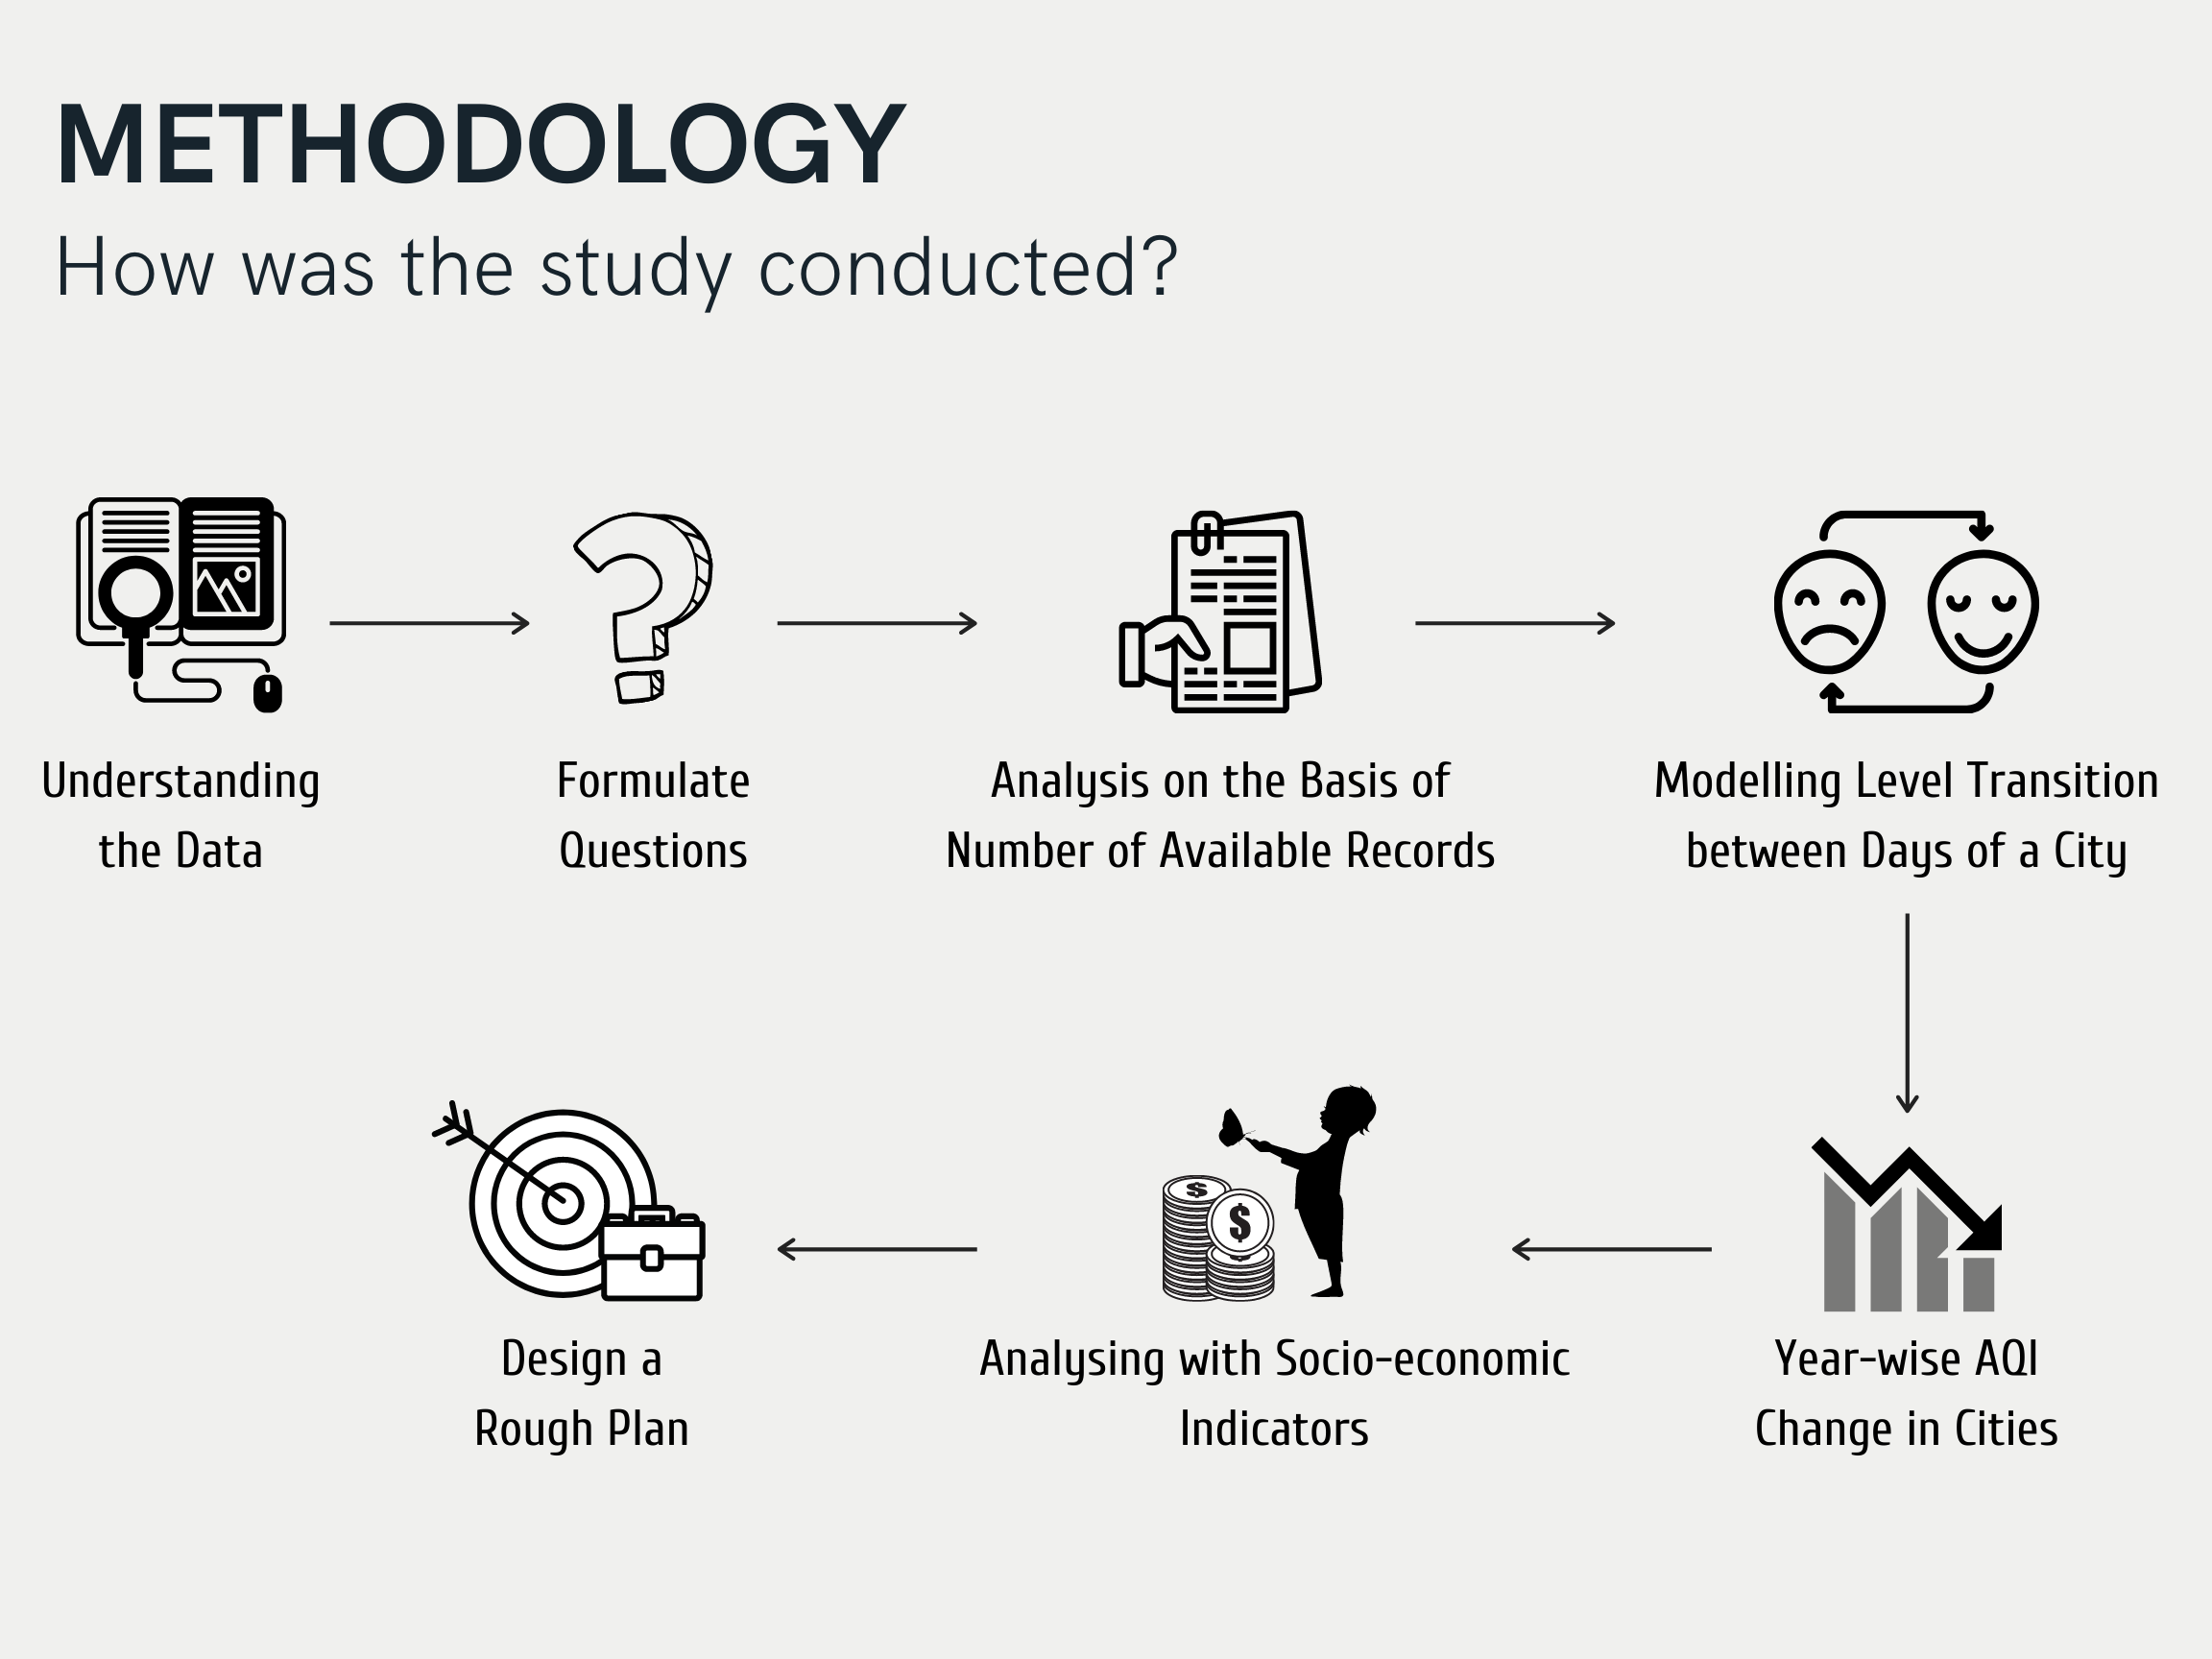 METHODOLOGY
How was the study conducted?
Understanding
the Data
Formulate
Questions
Analysis on the Basis of
Number of Available Records
Modelling Level Transition
between Days of a City
Year-wise AQI
Change in Cities
$
$
Analysing with Socio-economic
Indicators
Design a
Rough Plan